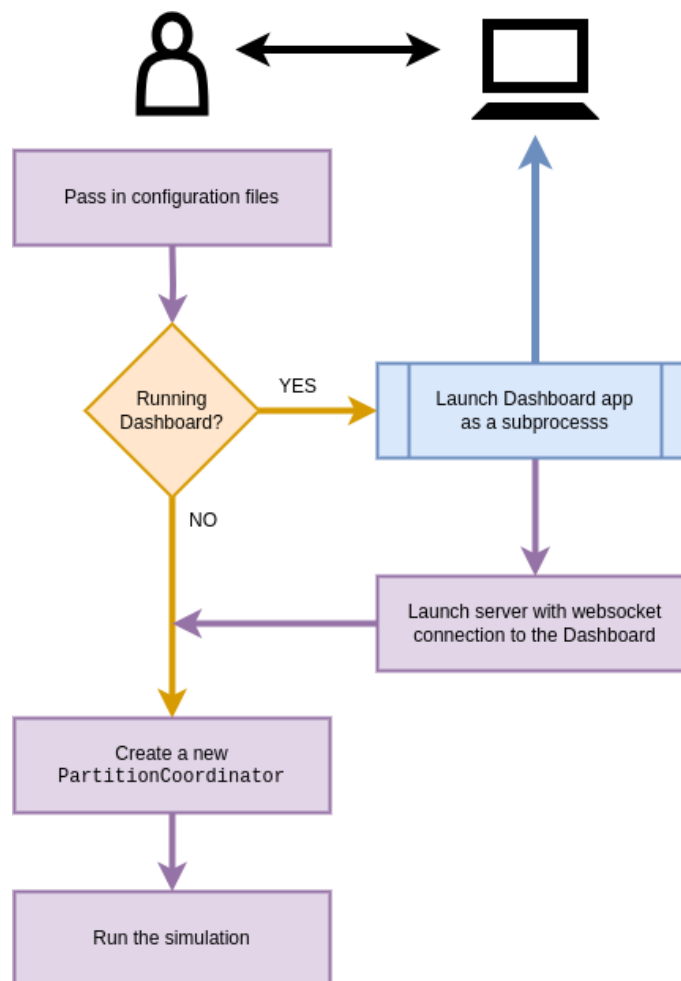 Pass in configuration files
Running
Dashboard?
YES
Launch Dashboard app
as a subprocesss
NO
Launch server with websocket
connection to the Dashboard
Create a new
PartitionCoordinator
Run the simulation